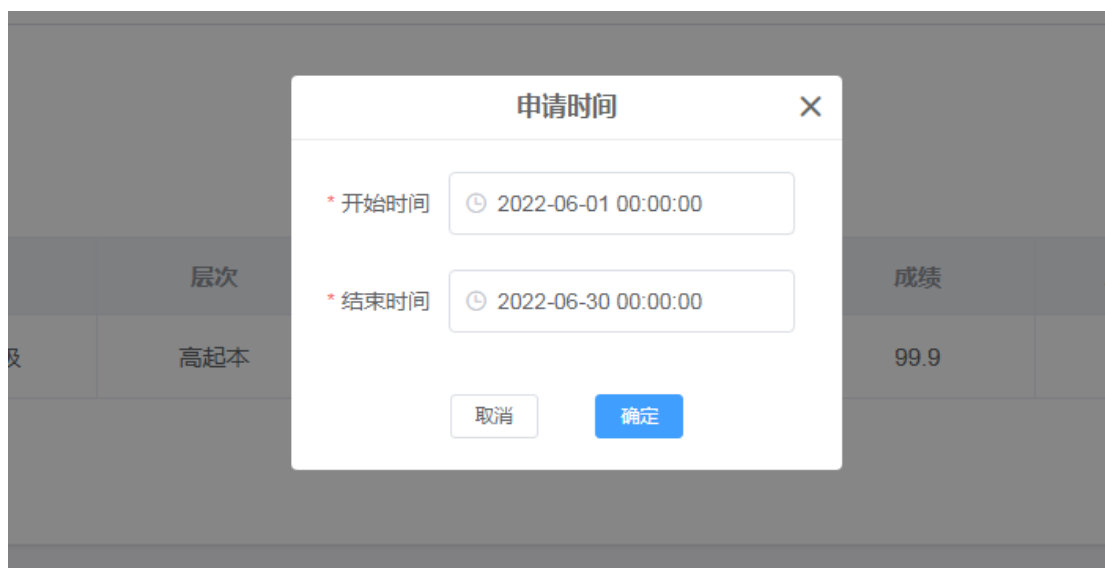 申请时间
* 开始时间 2022-06-01 00:00:00
层次 成绩
* 结束时间 2022-06-30 00:00:00
级 高起本 99.9
取消 确定